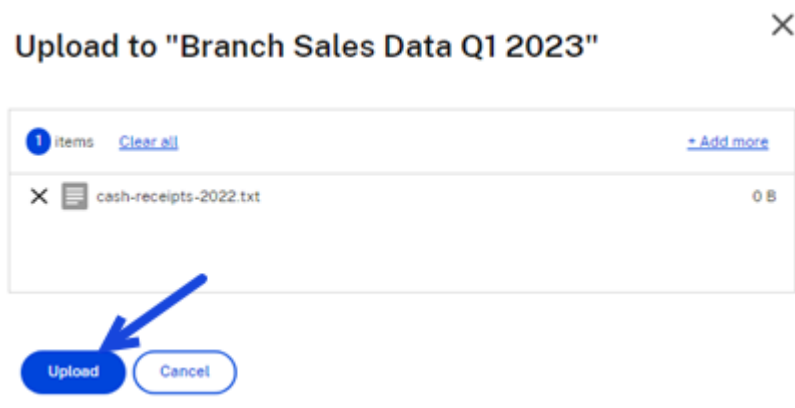 Upload to "Branch Sales Data Q1 2023"
1 items Clear all + Add more
cash-receipts-2022.txt 0 B
Upload Cancel